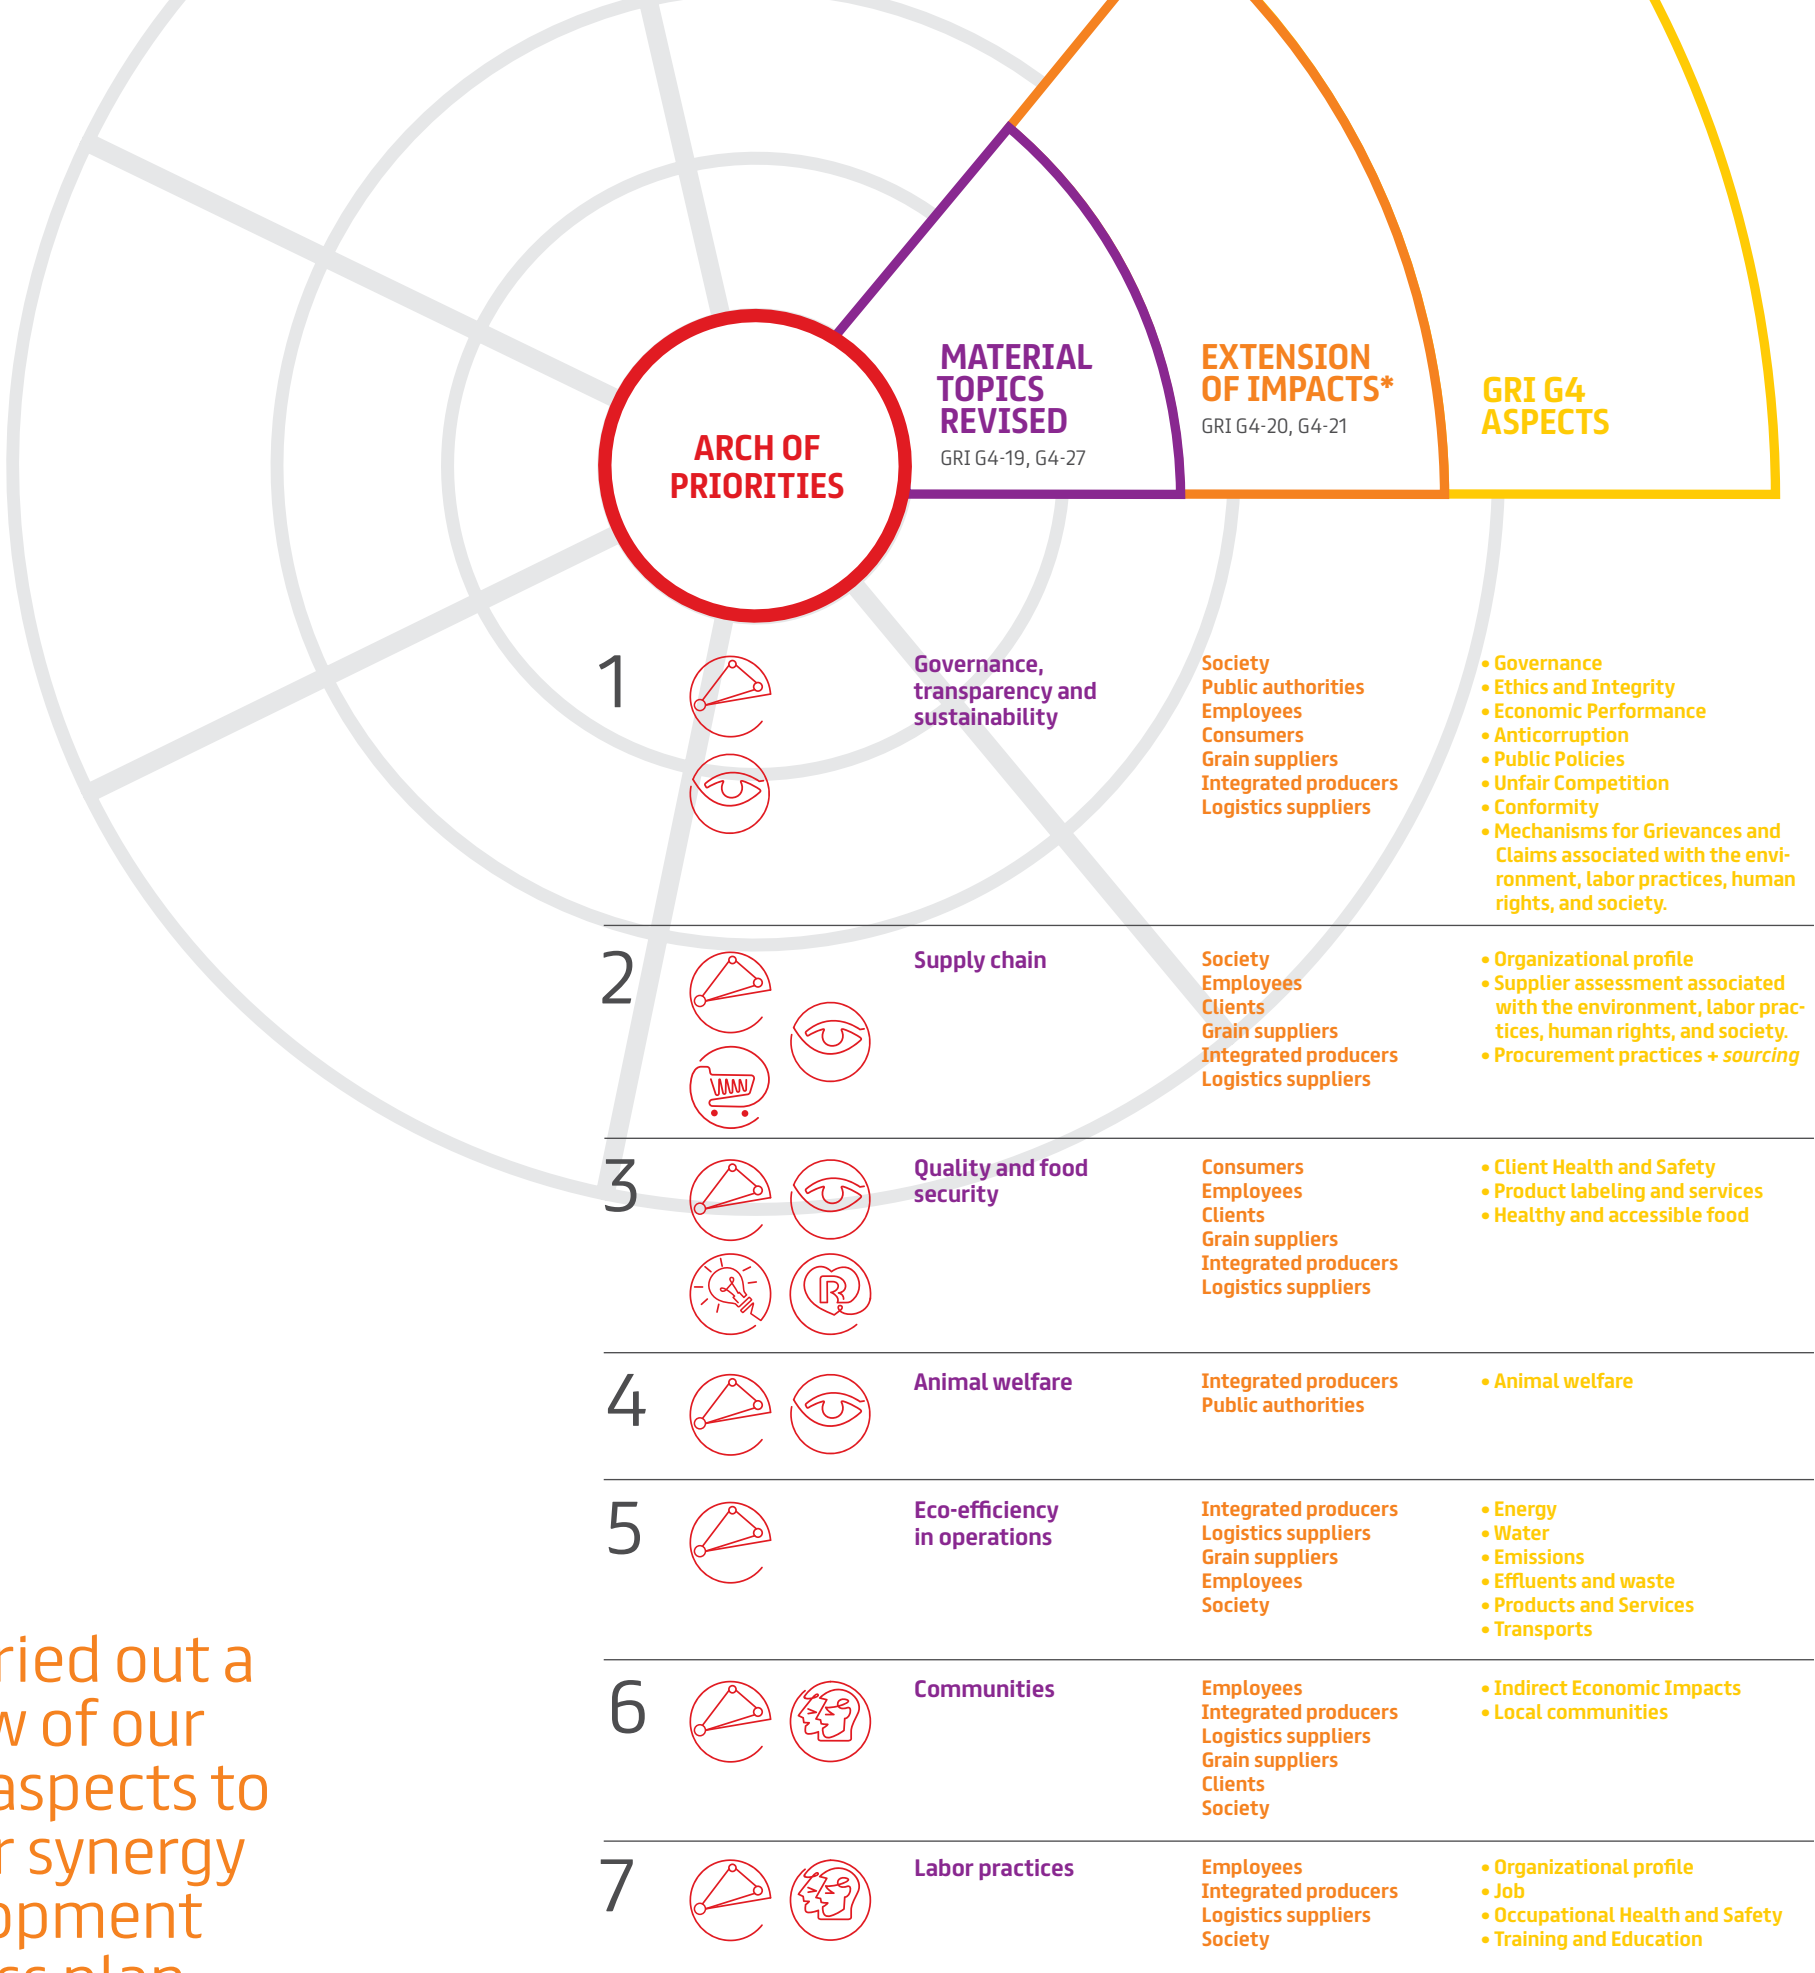 MATERIAL
TOPICS
REVISED
GRI G4-19, G4-27
EXTENSION
OF IMPACTS*
GRI G4-20, G4-21
GRI G4
ASPECTS
ARCH OF
PRIORITIES
1
Governance,
transparency and
sustainability
Society
Public authorities
Employees
Consumers
Grain suppliers
Integrated producers
Logistics suppliers
• Governance
• Ethics and Integrity
• Economic Performance
• Anticorruption
• Public Policies
• Unfair Competition
• Conformity
• Mechanisms for Grievances and
Claims associated with the envi-
ronment, labor practices, human
rights, and society.
2
Supply chain
Society
Employees
Clients
Grain suppliers
Integrated producers
Logistics suppliers
• Organizational profile
• Supplier assessment associated
with the environment, labor prac-
tices, human rights, and society.
• Procurement practices + sourcing
3
R
Quality and food
security
Consumers
Employees
Clients
Grain suppliers
Integrated producers
Logistics suppliers
• Client Health and Safety
• Product labeling and services
• Healthy and accessible food
4
Animal welfare
Integrated producers
Public authorities
• Animal welfare
5
Eco-efficiency
in operations
Integrated producers
Logistics suppliers
Grain suppliers
Employees
Society
• Energy
• Water
• Emissions
• Effluents and waste
• Products and Services
• Transports
6
Communities
Employees
Integrated producers
Logistics suppliers
Grain suppliers
Clients
Society
• Indirect Economic Impacts
• Local communities
7
Labor practices
Employees
Integrated producers
Logistics suppliers
Society
• Organizational profile
• Job
• Occupational Health and Safety
• Training and Education
ried out a
w of our
aspects to
r synergy
opment
plan